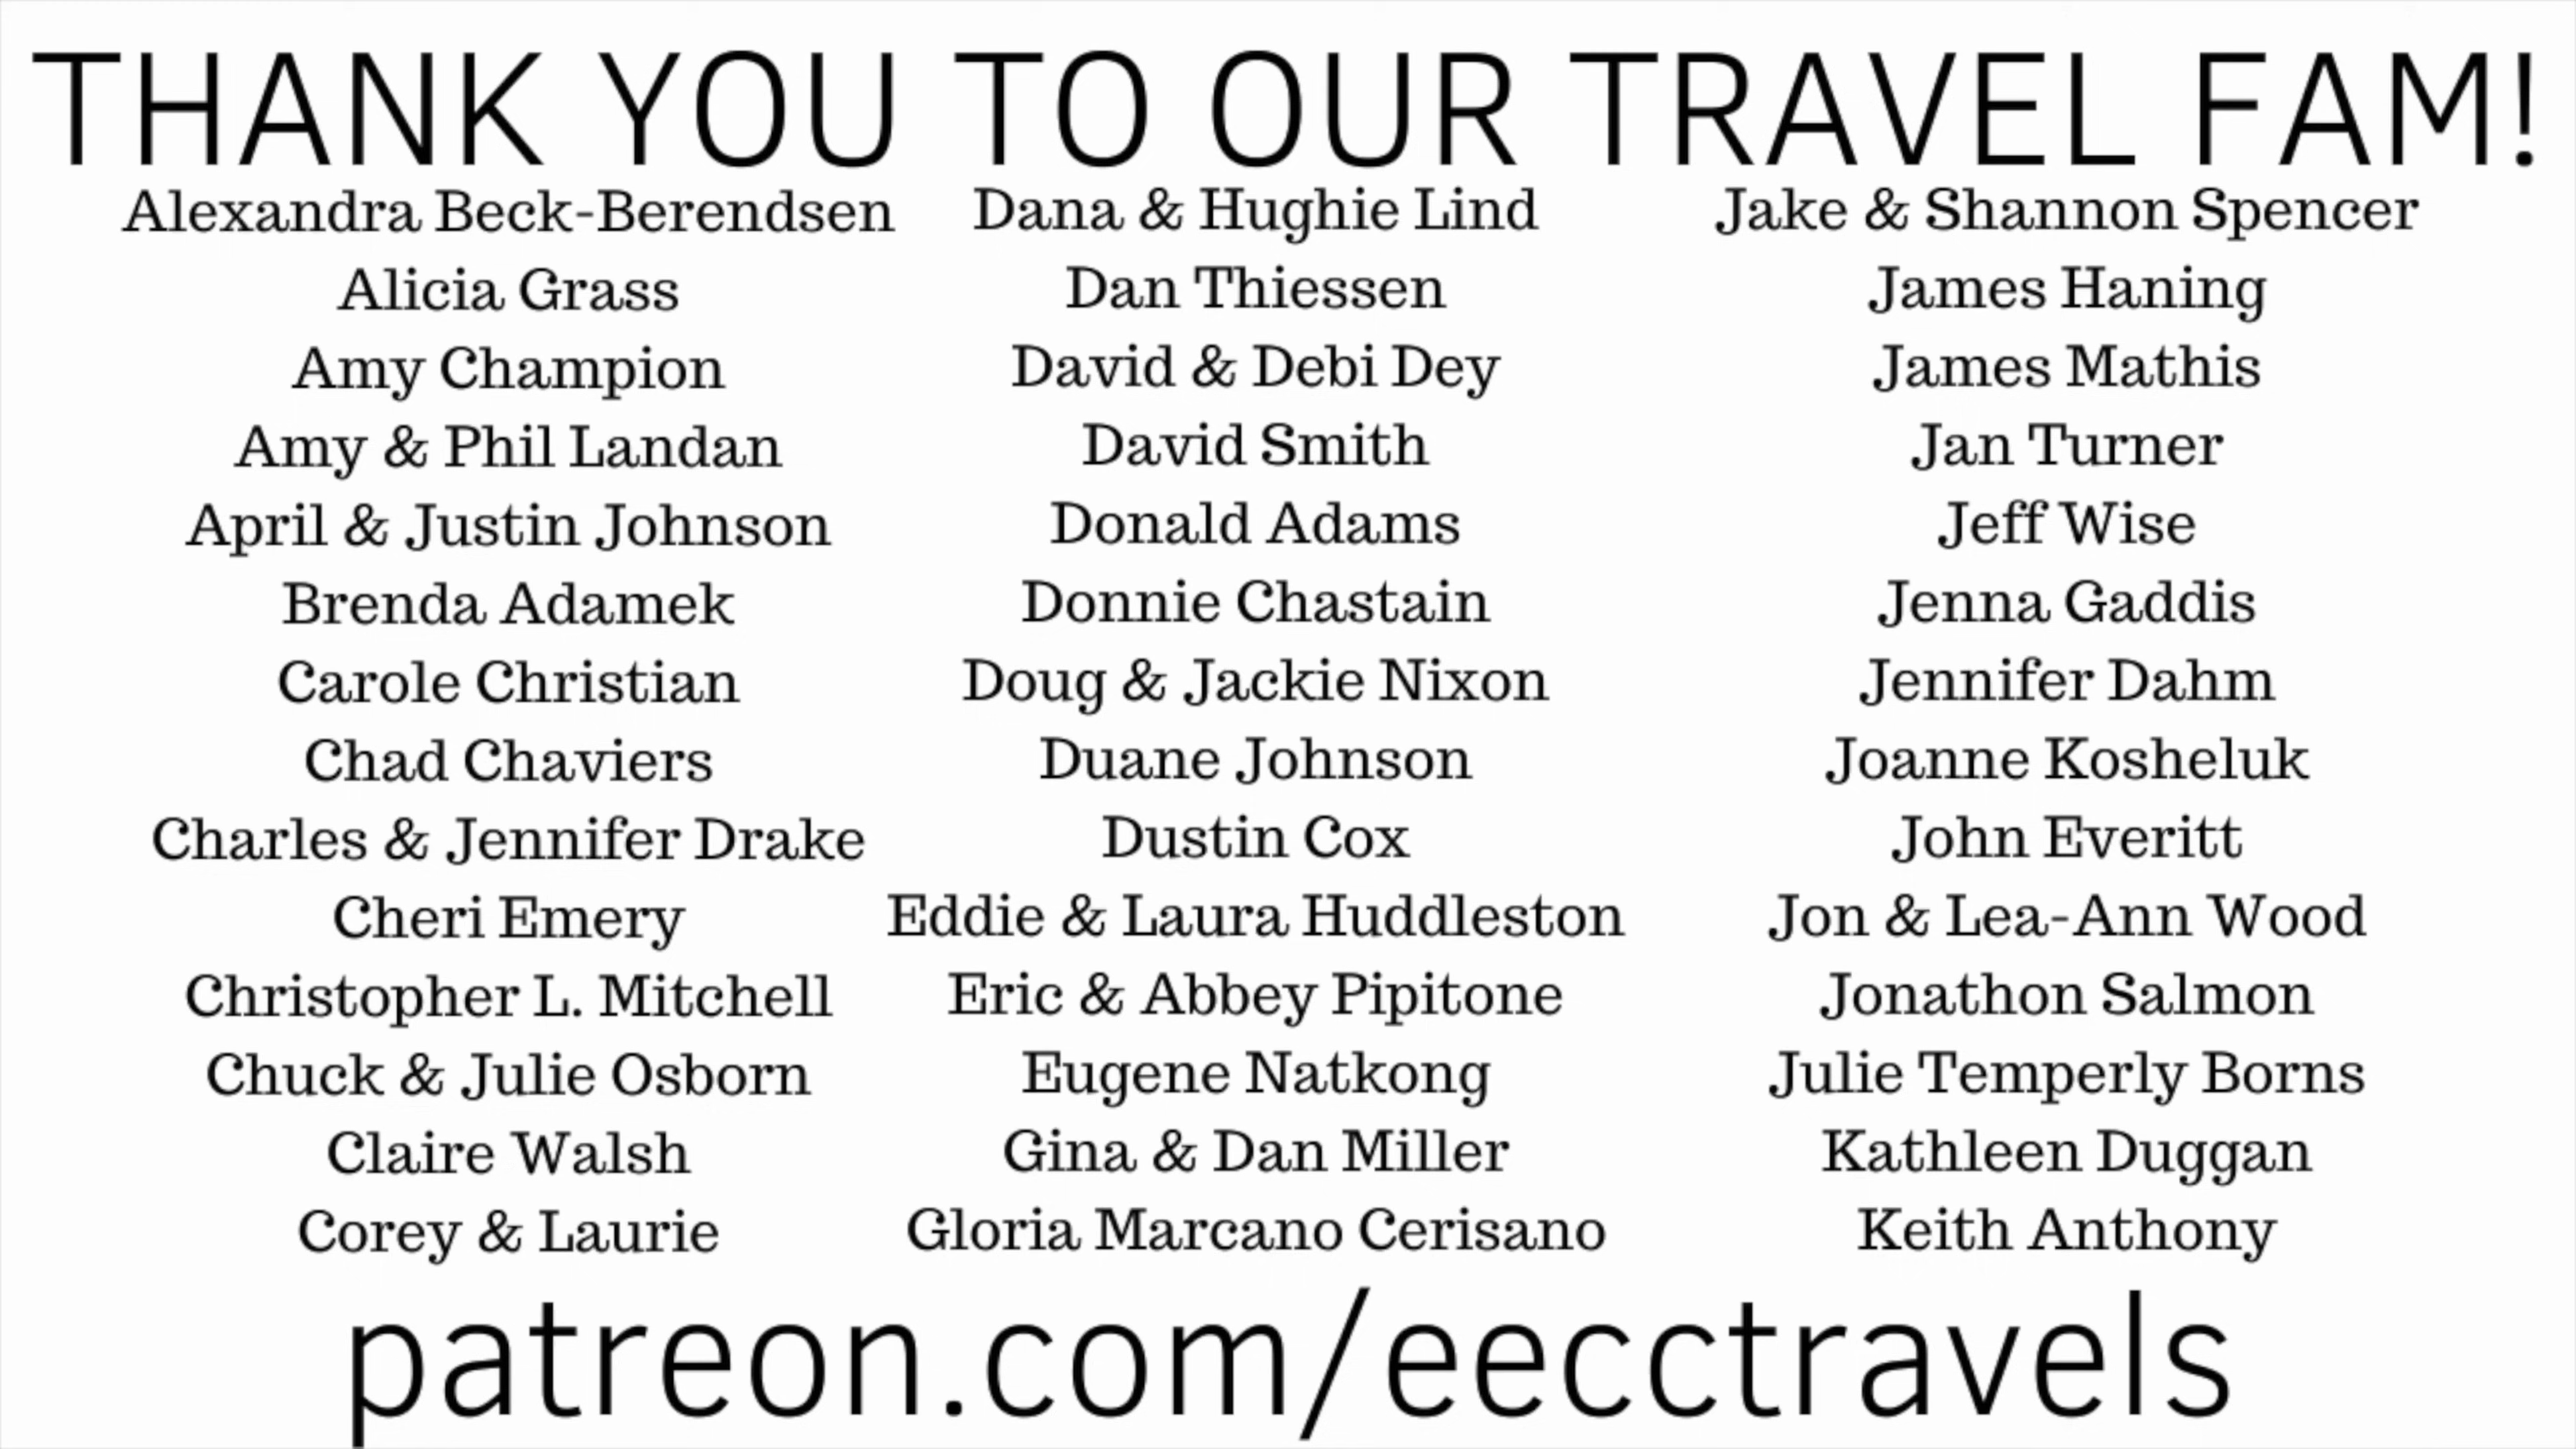 THANK YOU TO OUR TRAVEL FAM!
Alexandra Beck-Berendsen
Alicia Grass
Amy Champion
Amy & Phil Landan
April & Justin Johnson
Brenda Adamek
Carole Christian
Chad Chaviers
Charles & Jennifer Drake
Cheri Emery
Christopher L. Mitchell
Chuck & Julie Osborn
Claire Walsh
Corey & Laurie
Dana & Hughie Lind
Dan Thiessen
David & Debi Dey
David Smith
Donald Adams
Donnie Chastain
Doug & Jackie Nixon
Duane Johnson
Dustin Cox
Eddie & Laura Huddleston
Eric & Abbey Pipitone
Eugene Natkong
Gina & Dan Miller
Gloria Marcano Cerisano
Jake & Shannon Spencer
James Haning
James Mathis
Jan Turner
Jeff Wise
Jenna Gaddis
Jennifer Dahm
Joanne Kosheluk
John Everitt
Jon & Lea-Ann Wood
Jonathon Salmon
Julie Temperly Borns
Kathleen Duggan
Keith Anthony
patreon.com/eecctravels